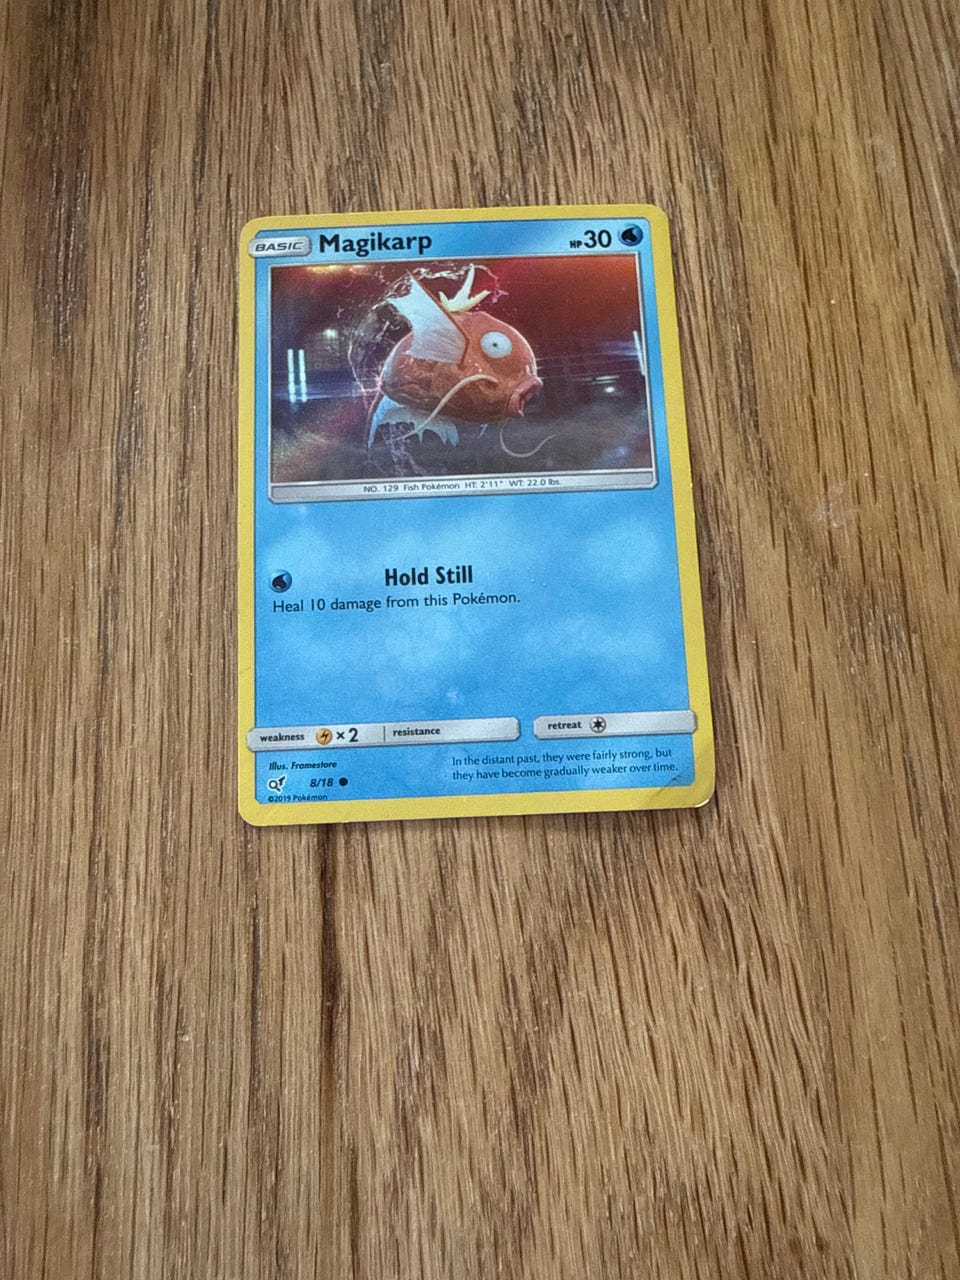 BASIC Magikarp HP 30
NO. 129 Fish Pokémon HT: 2'11" WT: 22.0 lbs.
Hold Still
Heal 10 damage from this Pokémon.
weakness ×2 resistance retreat
Illus. Framestore
8/18
©2019 Pokémon
In the distant past, they were fairly strong, but
they have become gradually weaker over time.